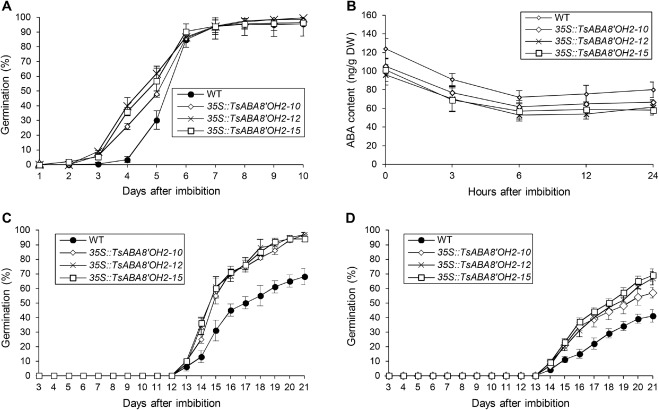 A
Germination (%)
100
90
80
70
60
50
40
30
20
10
0
WT
35S::TsABA8'OH2-10
35S::TsABA8'OH2-12
35S::TsABA8'OH2-15
1 2 3 4 5 6 7 8 9 10
Days after imbibition
B
ABA content (ng/g DW)
160
140
120
100
80
60
40
20
0
WT
35S::TsABA8'OH2-10
35S::TsABA8'OH2-12
35S::TsABA8'OH2-15
0 3 6 12 24
Hours after imbibition
C
Germination (%)
100
90
80
70
60
50
40
30
20
10
0
WT
35S::TsABA8'OH2-10
35S::TsABA8'OH2-12
35S::TsABA8'OH2-15
3 4 5 6 7 8 9 10 11 12 13 14 15 16 17 18 19 20 21
Days after imbibition
D
Germination (%)
100
90
80
70
60
50
40
30
20
10
0
WT
35S::TsABA8'OH2-10
35S::TsABA8'OH2-12
35S::TsABA8'OH2-15
3 4 5 6 7 8 9 10 11 12 13 14 15 16 17 18 19 20 21
Days after imbibition